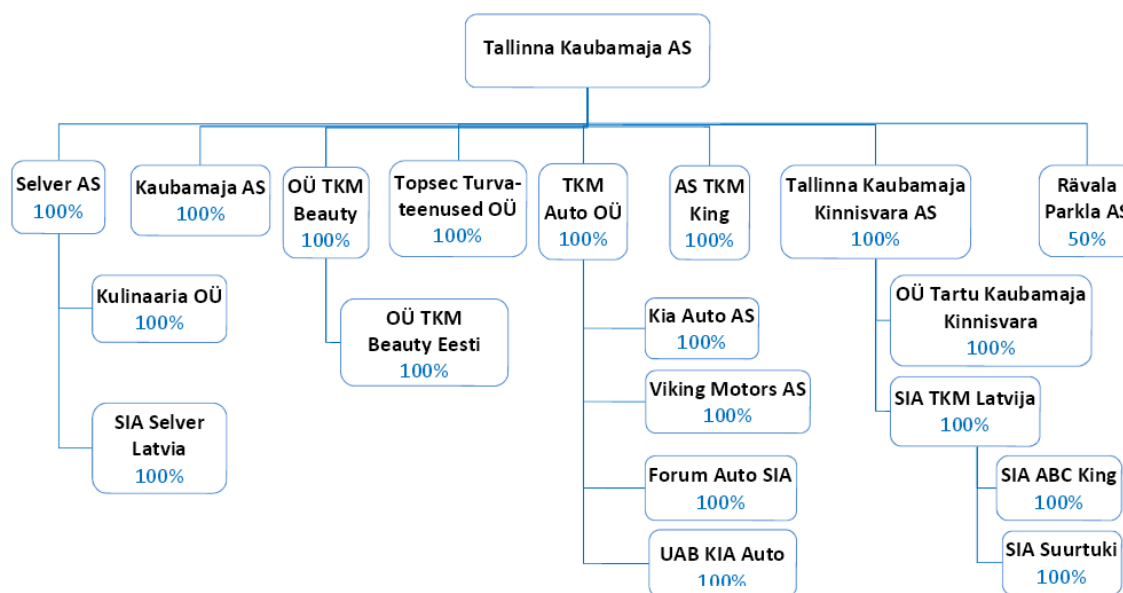 Tallinna Kaubamaja AS
Selver AS
100%
Kaubamaja AS
100%
OÜ TKM
Beauty
100%
Topsec Turva-
teenused OÜ
100%
TKM
Auto OÜ
100%
AS TKM
King
100%
Tallinna Kaubamaja
Kinnisvara AS
100%
Rävala
Parkla AS
50%
Kulinaaria OÜ
100%
SIA Selver
Latvia
100%
OÜ TKM
Beauty Eesti
100%
Kia Auto AS
100%
Viking Motors AS
100%
Forum Auto SIA
100%
UAB KIA Auto
100%
OÜ Tartu Kaubamaja
Kinnisvara
100%
SIA TKM Latvija
100%
SIA ABC King
100%
SIA Suurtuki
100%